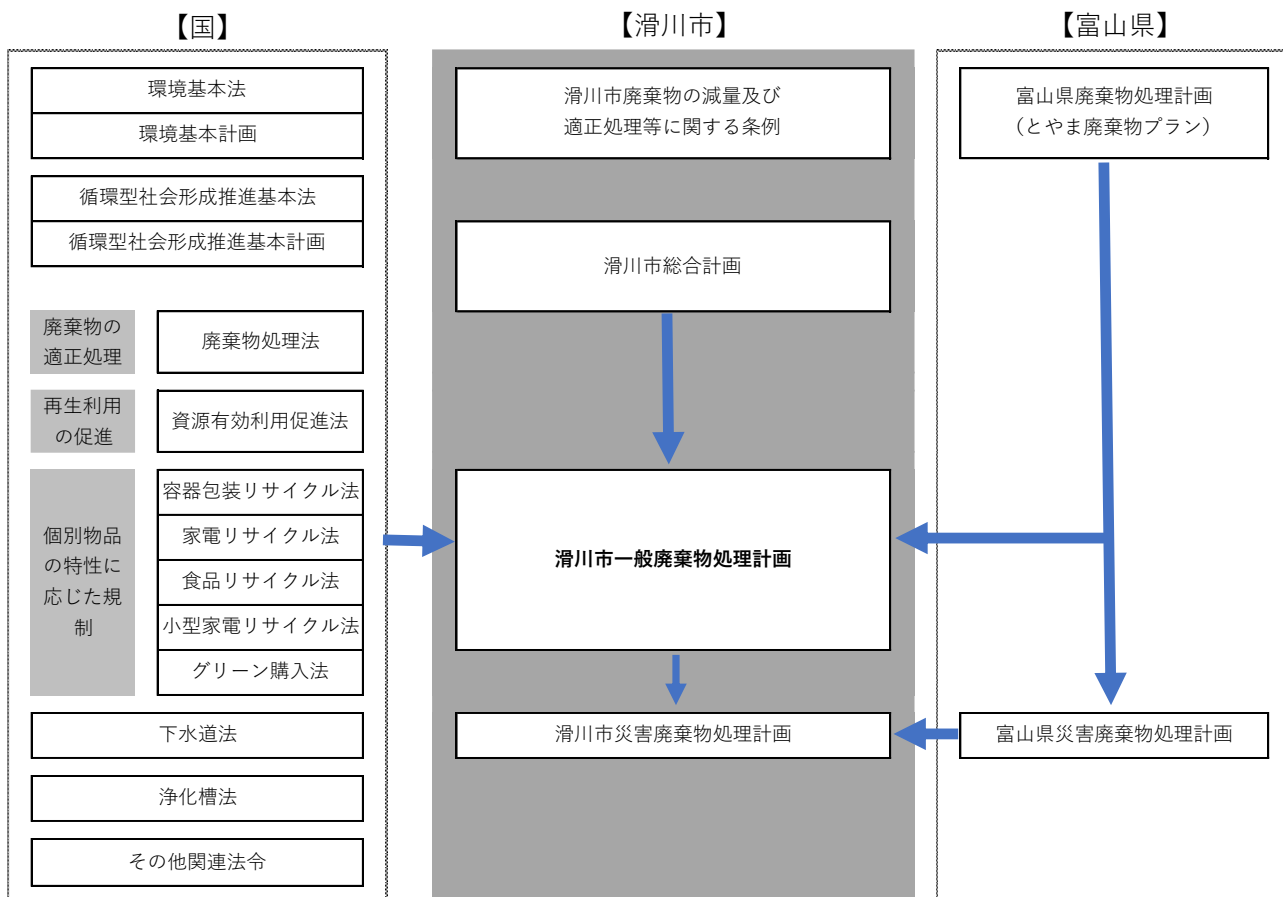 【国】
環境基本法
環境基本計画
循環型社会形成推進基本法
循環型社会形成推進基本計画
廃棄物の
適正処理
廃棄物処理法
再生利用
の促進
資源有効利用促進法
個別物品
の特性に
応じた規
制
容器包装リサイクル法
家電リサイクル法
食品リサイクル法
小型家電リサイクル法
グリーン購入法
下水道法
浄化槽法
その他関連法令
【滑川市】
滑川市廃棄物の減量及び
適正処理等に関する条例
滑川市総合計画
滑川市一般廃棄物処理計画
滑川市災害廃棄物処理計画
【富山県】
富山県廃棄物処理計画
(とやま廃棄物プラン)
富山県災害廃棄物処理計画